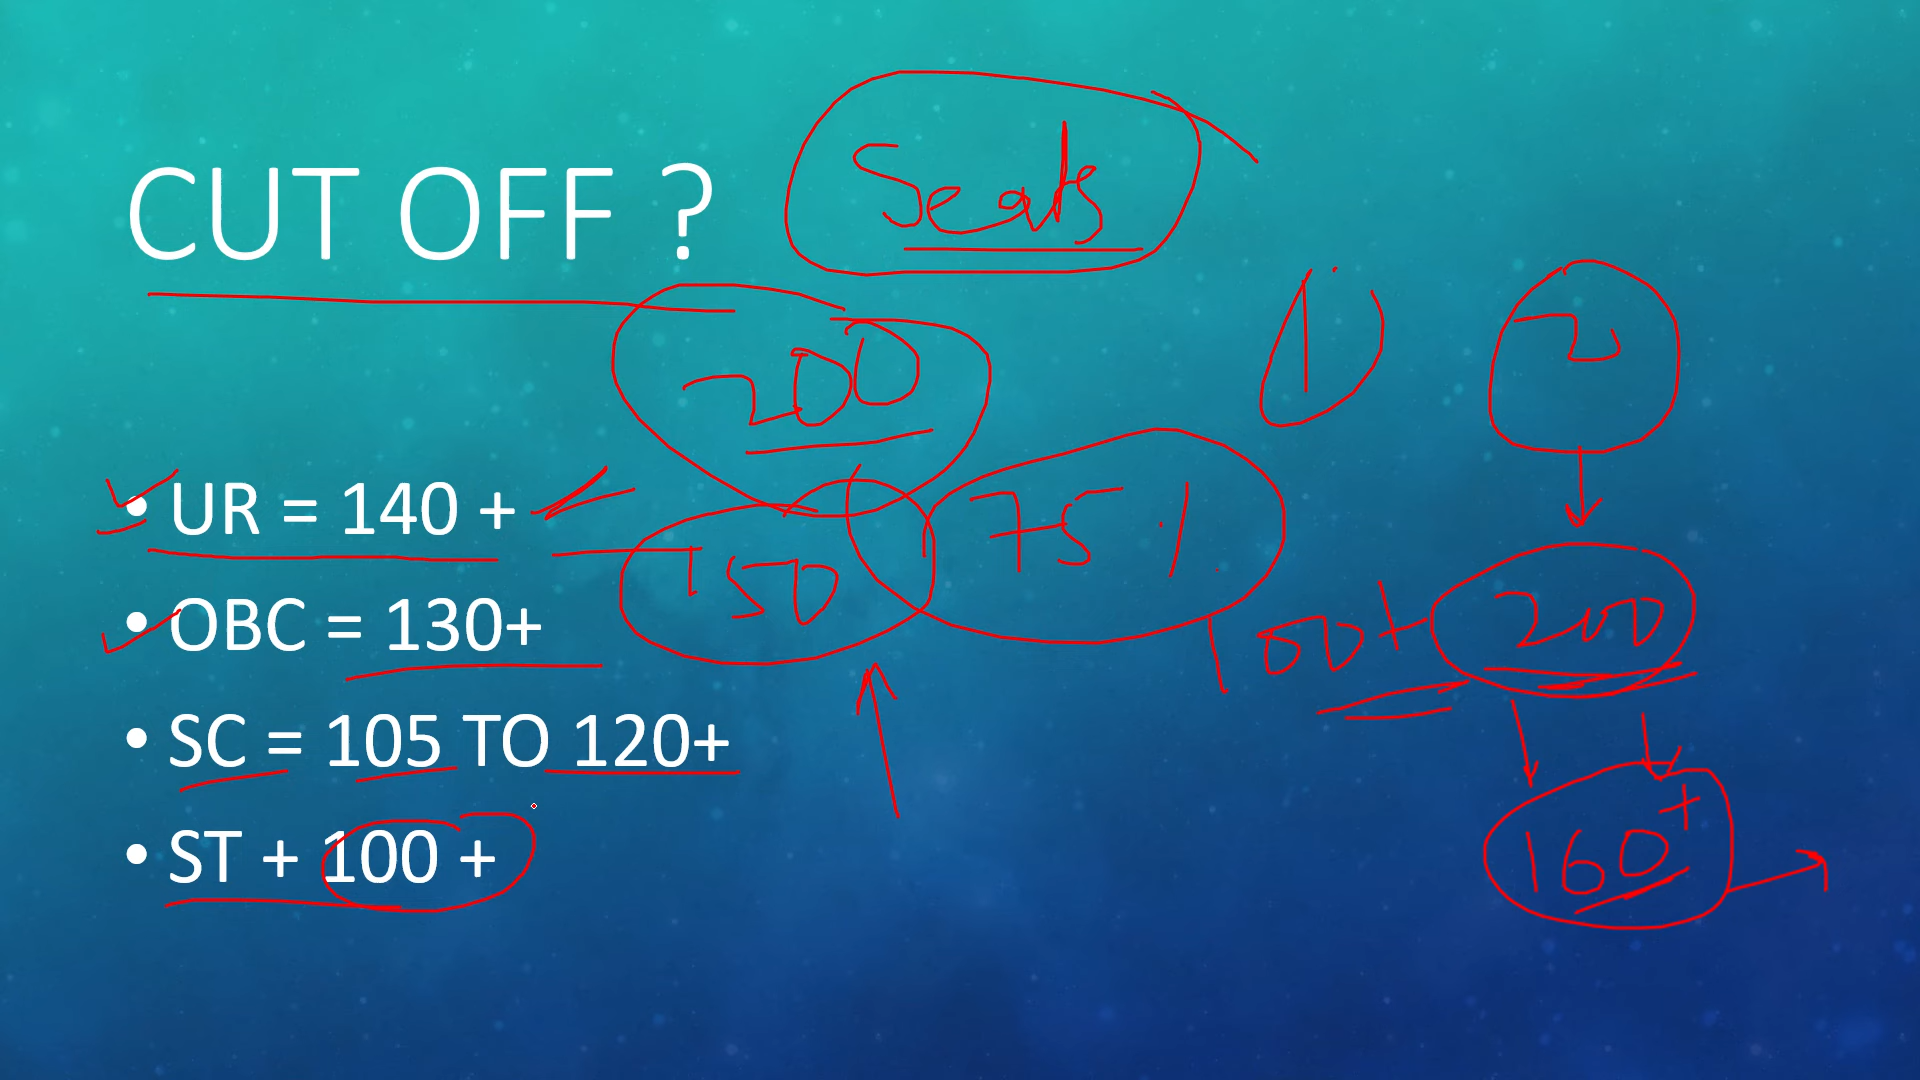 CUT OFF ?
Seats
200
1
2
• UR = 140 +
75%
150
• OBC = 130+
100+
200
• SC = 105 TO 120+
• ST + 100 +
160+